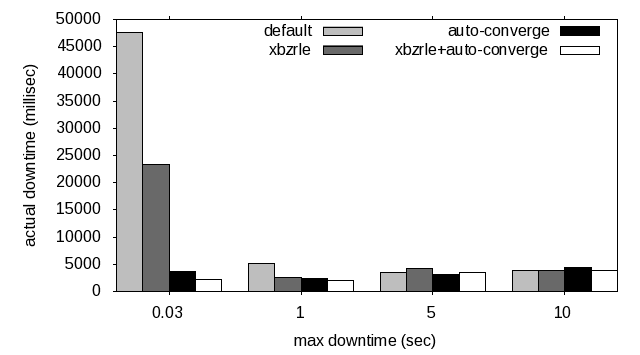 50000
45000
40000
35000
30000
25000
20000
15000
10000
5000
0
actual downtime (millisec)
default
xbzrle
auto-converge
xbzrle+auto-converge
0.03
1
5
10
max downtime (sec)